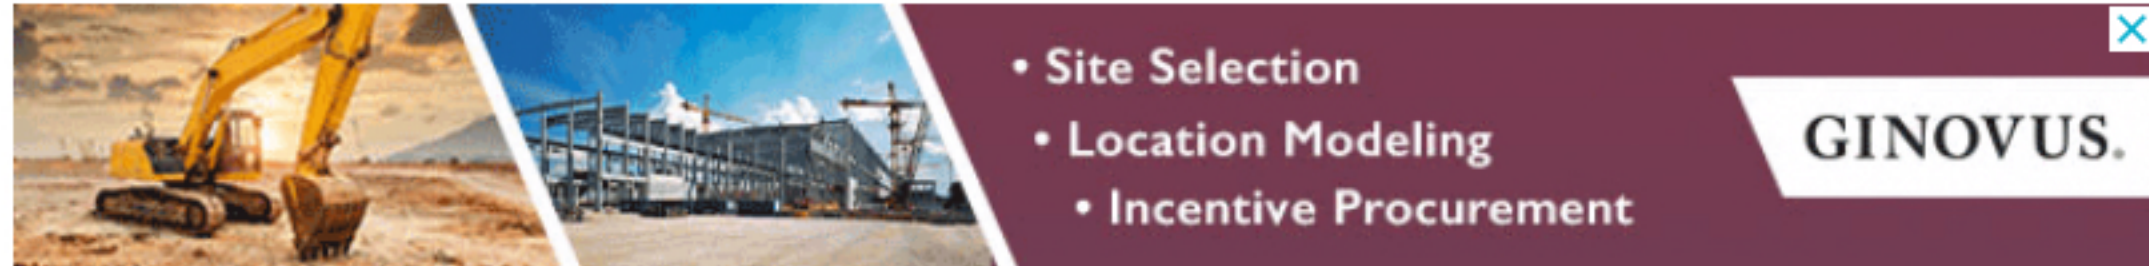 • Site Selection
• Location Modeling
• Incentive Procurement
GINOVUS.